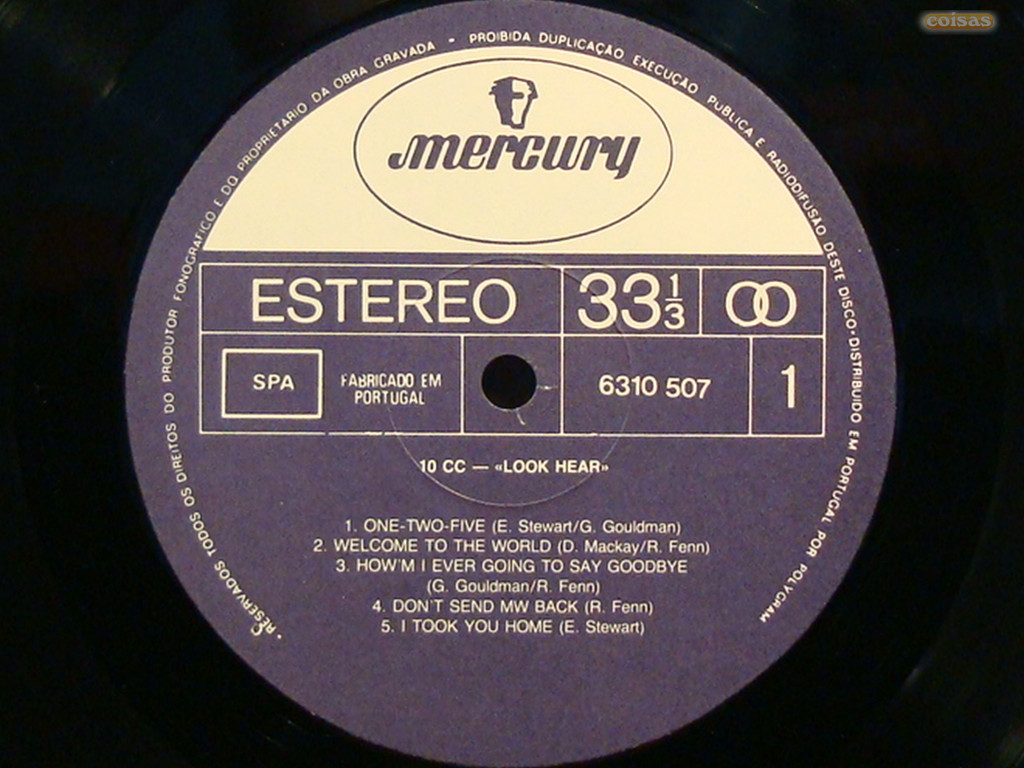 coisas
• RESERVADOS TODOS OS DIREITOS DO PRODUTOR FONOGRAFICO E DO PROPRIETARIO DA OBRA GRAVADA - PROIBIDA DUPLICAÇÃO EXECUÇÃO PUBLICA E RADIODIFUSÃO DESTE DISCO • DISTRIBUIDO EM PORTUGAL POR POLYGRAM
mercury
ESTEREO 33 1/3
SPA FABRICADO EM
PORTUGAL
6310 507 1
10 CC — «LOOK HEAR»
1. ONE-TWO-FIVE (E. Stewart/G. Gouldman)
2. WELCOME TO THE WORLD (D. Mackay/R. Fenn)
3. HOW'M I EVER GOING TO SAY GOODBYE
(G. Gouldman/R. Fenn)
4. DON'T SEND MW BACK (R. Fenn)
5. I TOOK YOU HOME (E. Stewart)